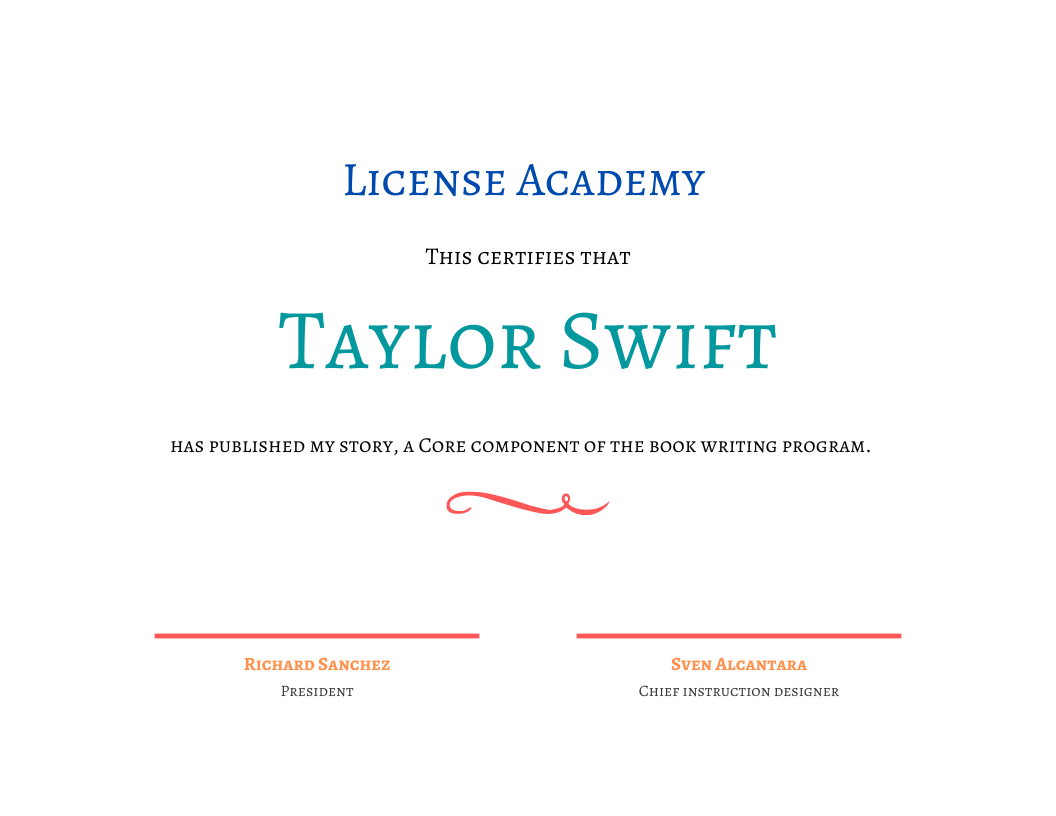 License Academy
This certifies that
Taylor Swift
has published my story, a Core component of the book writing program.
Richard Sanchez
President
Sven Alcantara
Chief instruction designer